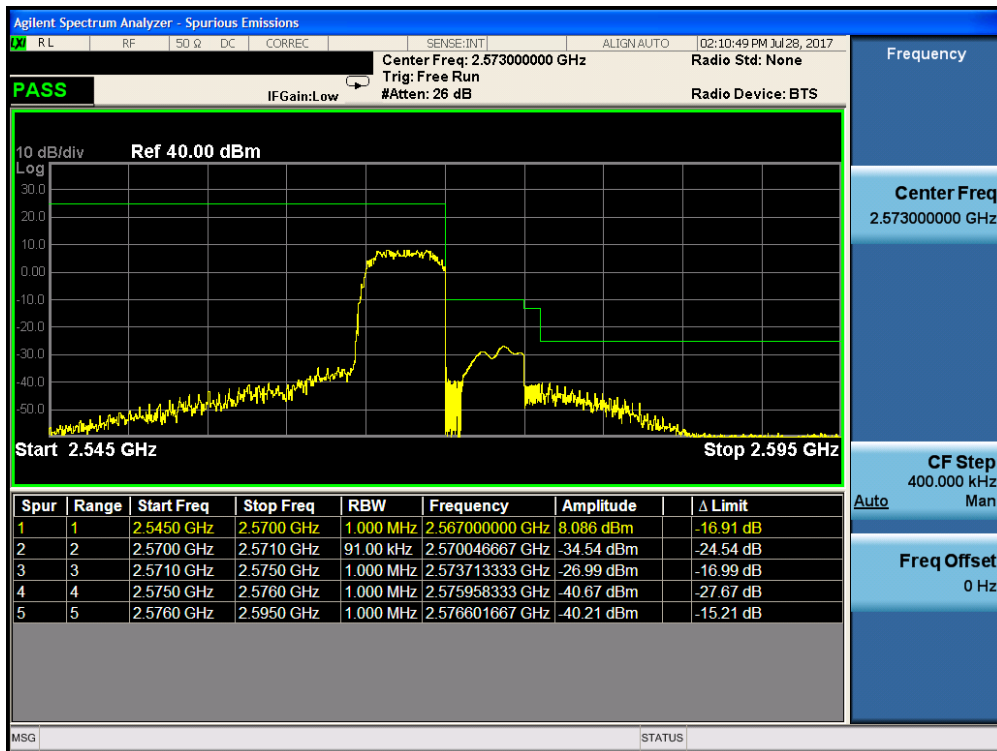 Agilent Spectrum Analyzer - Spurious Emissions
LXI RL RF 50 Ω DC CORREC SENSE:INT ALIGN AUTO 02:10:49 PM Jul 28, 2017
Center Freq: 2.573000000 GHz Radio Std: None
Trig: Free Run
PASS IFGain:Low #Atten: 26 dB Radio Device: BTS
10 dB/div Ref 40.00 dBm
Log
30.0
20.0
10.0
0.00
-10.0
-20.0
-30.0
-40.0
-50.0
Start 2.545 GHz Stop 2.595 GHz
Spur Range Start Freq Stop Freq RBW Frequency Amplitude Δ Limit
1 1 2.5450 GHz 2.5700 GHz 1.000 MHz 2.567000000 GHz 8.086 dBm -16.91 dB
2 2 2.5700 GHz 2.5710 GHz 91.00 kHz 2.570046667 GHz -34.54 dBm -24.54 dB
3 3 2.5710 GHz 2.5750 GHz 1.000 MHz 2.573713333 GHz -26.99 dBm -16.99 dB
4 4 2.5750 GHz 2.5760 GHz 1.000 MHz 2.575958333 GHz -40.67 dBm -27.67 dB
5 5 2.5760 GHz 2.5950 GHz 1.000 MHz 2.576601667 GHz -40.21 dBm -15.21 dB
MSG STATUS
Frequency
Center Freq
2.573000000 GHz
CF Step
400.000 kHz
Auto Man
Freq Offset
0 Hz